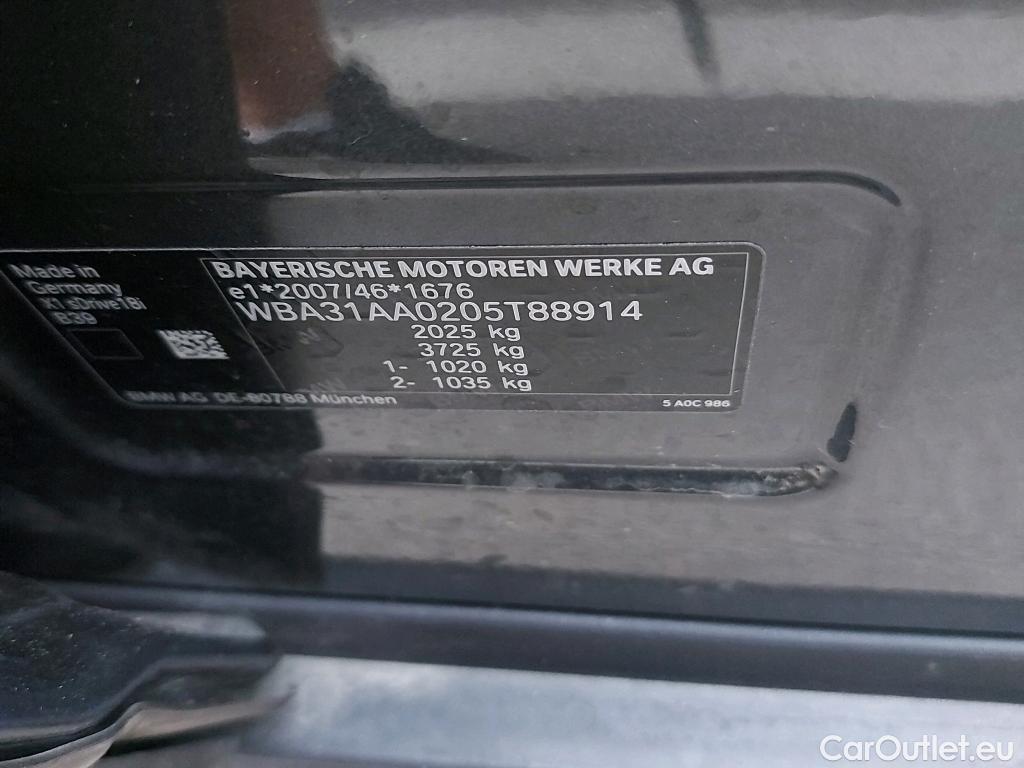 Made in
Germany
X1 sDrive18i
B39
BAYERISCHE MOTOREN WERKE AG
e1*2007/46*1676
WBA31AA0205T88914
2025 kg
3725 kg
1- 1020 kg
2- 1035 kg
BMW AG DE-80788 München
5 A0C 986
CarOutlet.eu